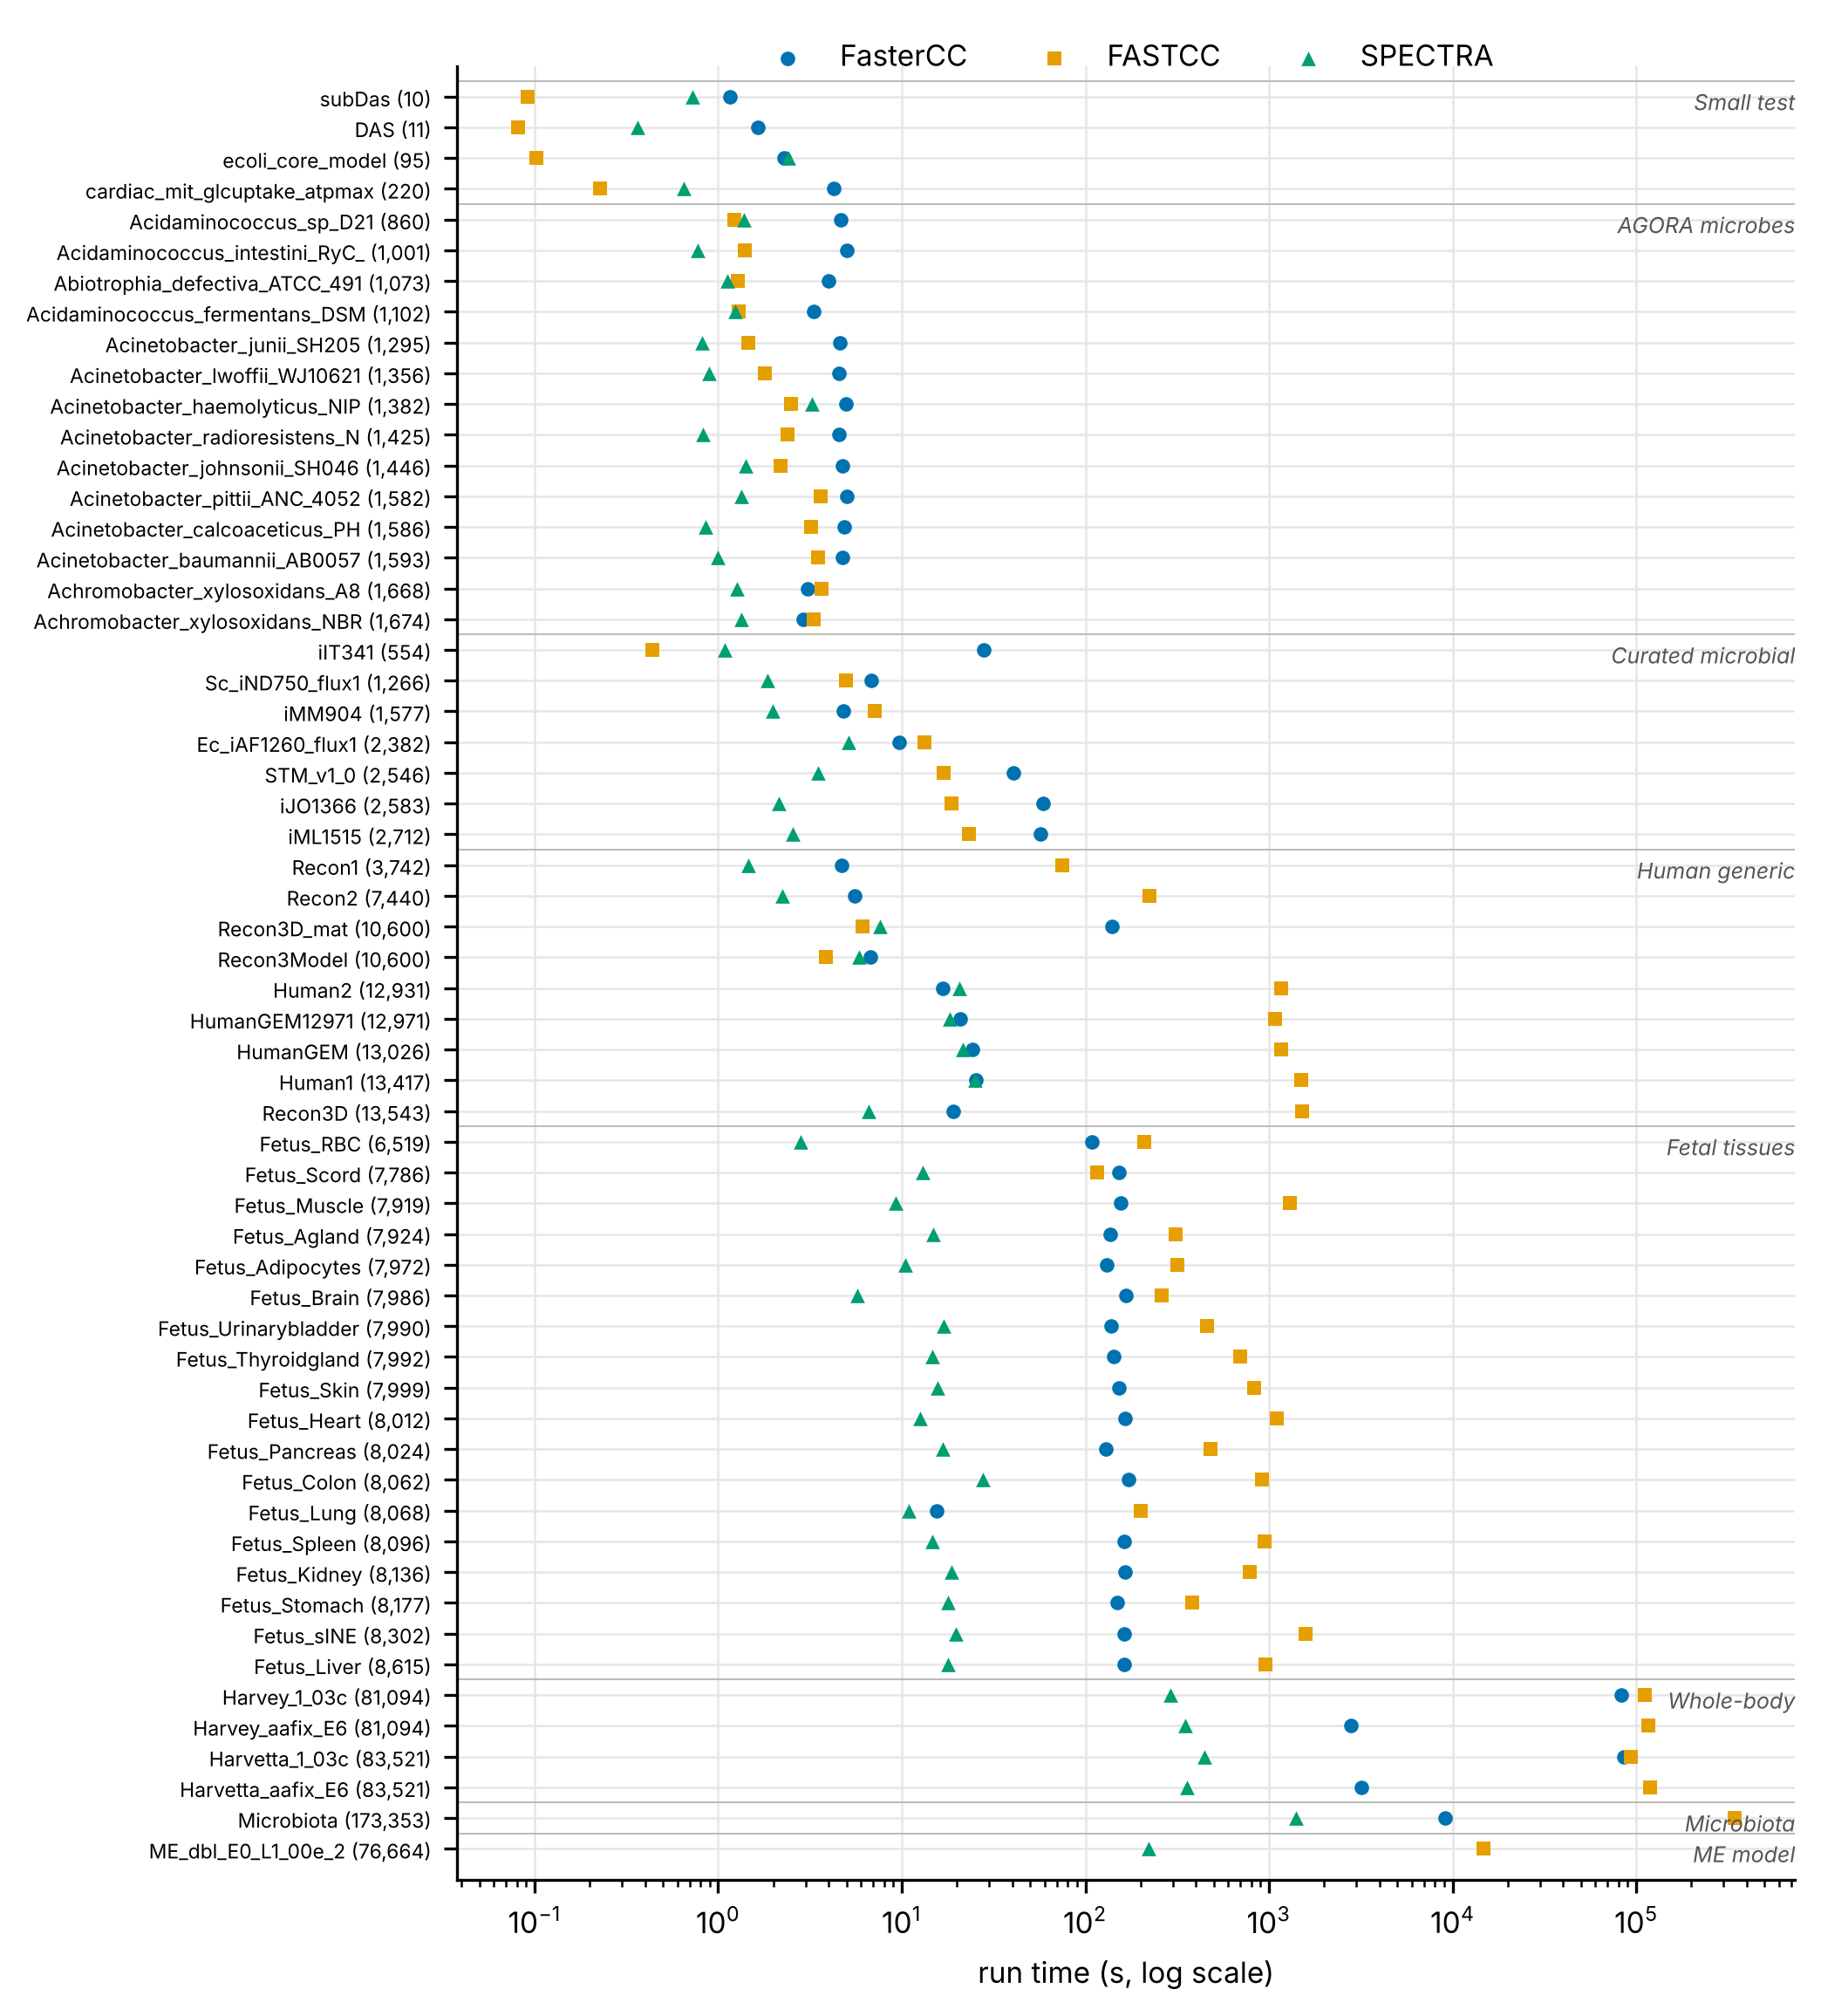 FasterCC FASTCC SPECTRA
subDas (10)
Small test
DAS (11)
ecoli_core_model (95)
cardiac_mit_glcuptake_atpmax (220)
Acidaminococcus_sp_D21 (860)
AGORA microbes
Acidaminococcus_intestini_RyC_ (1,001)
Abiotrophia_defectiva_ATCC_491 (1,073)
Acidaminococcus_fermentans_DSM (1,102)
Acinetobacter_junii_SH205 (1,295)
Acinetobacter_lwoffii_WJ10621 (1,356)
Acinetobacter_haemolyticus_NIP (1,382)
Acinetobacter_radioresistens_N (1,425)
Acinetobacter_johnsonii_SH046 (1,446)
Acinetobacter_pittii_ANC_4052 (1,582)
Acinetobacter_calcoaceticus_PH (1,586)
Acinetobacter_baumannii_AB0057 (1,593)
Achromobacter_xylosoxidans_A8 (1,668)
Achromobacter_xylosoxidans_NBR (1,674)
iIT341 (554)
Curated microbial
Sc_iND750_flux1 (1,266)
iMM904 (1,577)
Ec_iAF1260_flux1 (2,382)
STM_v1_0 (2,546)
iJO1366 (2,583)
iML1515 (2,712)
Recon1 (3,742)
Human generic
Recon2 (7,440)
Recon3D_mat (10,600)
Recon3Model (10,600)
Human2 (12,931)
HumanGEM12971 (12,971)
HumanGEM (13,026)
Human1 (13,417)
Recon3D (13,543)
Fetus_RBC (6,519)
Fetal tissues
Fetus_Scord (7,786)
Fetus_Muscle (7,919)
Fetus_Agland (7,924)
Fetus_Adipocytes (7,972)
Fetus_Brain (7,986)
Fetus_Urinarybladder (7,990)
Fetus_Thyroidgland (7,992)
Fetus_Skin (7,999)
Fetus_Heart (8,012)
Fetus_Pancreas (8,024)
Fetus_Colon (8,062)
Fetus_Lung (8,068)
Fetus_Spleen (8,096)
Fetus_Kidney (8,136)
Fetus_Stomach (8,177)
Fetus_sINE (8,302)
Fetus_Liver (8,615)
Harvey_1_03c (81,094)
Whole-body
Harvey_aafix_E6 (81,094)
Harvetta_1_03c (83,521)
Harvetta_aafix_E6 (83,521)
Microbiota (173,353)
Microbiota
ME_dbl_E0_L1_00e_2 (76,664)
ME model
10⁻¹ 10⁰ 10¹ 10² 10³ 10⁴ 10⁵
run time (s, log scale)